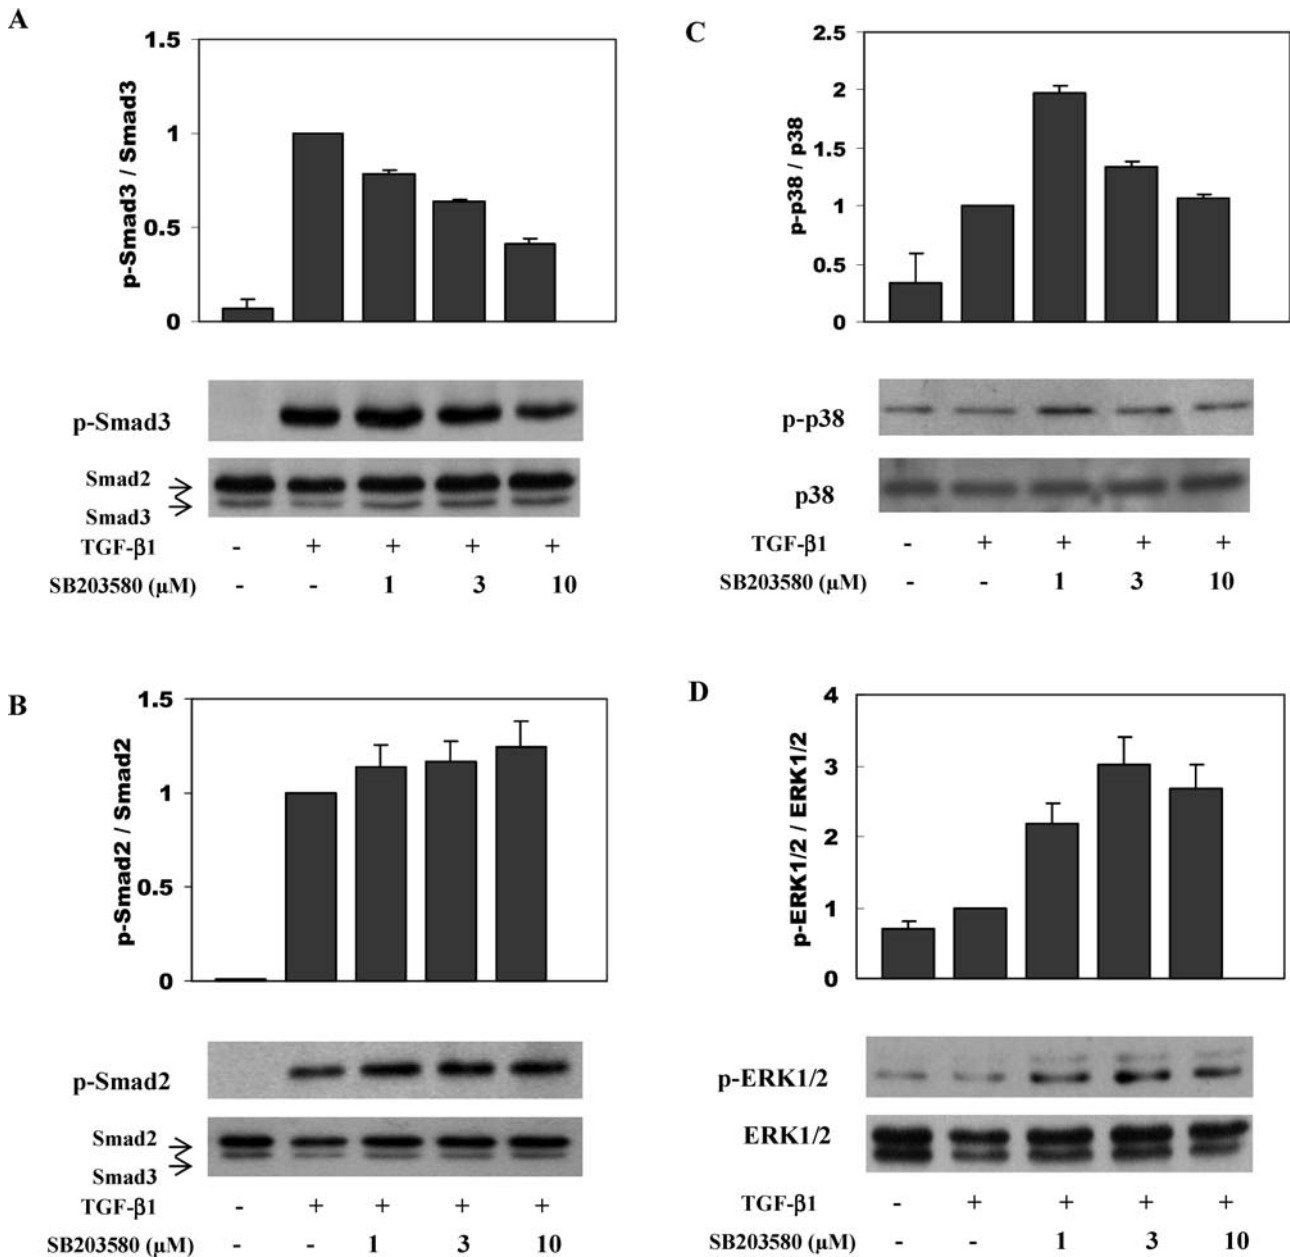 A
1.5
1
0.5
0
p-Smad3 / Smad3
p-Smad3
Smad2
Smad3
TGF-β1 - + + + +
SB203580 (μM) - - 1 3 10
B
1.5
1
0.5
0
p-Smad2 / Smad2
p-Smad2
Smad2
Smad3
TGF-β1 - + + + +
SB203580 (μM) - - 1 3 10
C
2.5
2
1.5
1
0.5
0
p-p38 / p38
p-p38
p38
TGF-β1 - + + + +
SB203580 (μM) - - 1 3 10
D
4
3
2
1
0
p-ERK1/2 / ERK1/2
p-ERK1/2
ERK1/2
TGF-β1 - + + + +
SB203580 (μM) - - 1 3 10